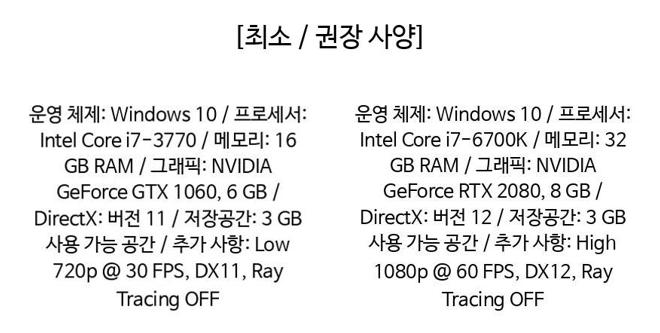 [최소 / 권장 사양]
운영 체제: Windows 10 / 프로세서:
Intel Core i7-3770 / 메모리: 16
GB RAM / 그래픽: NVIDIA
GeForce GTX 1060, 6 GB /
DirectX: 버전 11 / 저장공간: 3 GB
사용 가능 공간 / 추가 사항: Low
720p @ 30 FPS, DX11, Ray
Tracing OFF
운영 체제: Windows 10 / 프로세서:
Intel Core i7-6700K / 메모리: 32
GB RAM / 그래픽: NVIDIA
GeForce RTX 2080, 8 GB /
DirectX: 버전 12 / 저장공간: 3 GB
사용 가능 공간 / 추가 사항: High
1080p @ 60 FPS, DX12, Ray
Tracing OFF